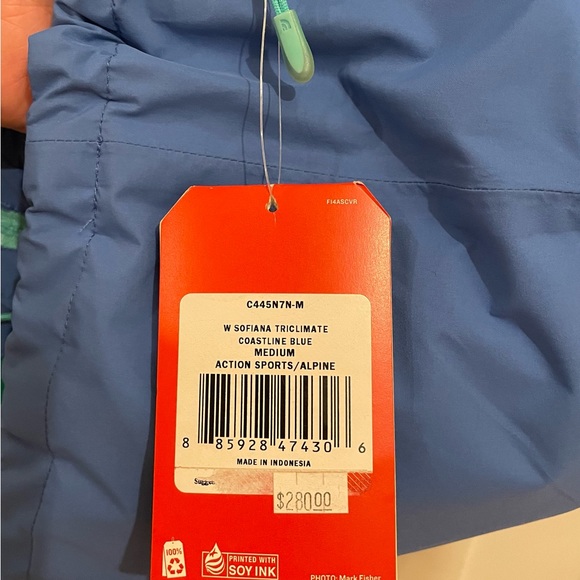 FI4ASCVR
C445N7N-M
W SOFIANA TRICLIMATE
COASTLINE BLUE
MEDIUM
ACTION SPORTS/ALPINE
8 85928 47430 6
MADE IN INDONESIA
$280.00
100%
PRINTED WITH
SOY INK
PHOTO: Mark Fisher